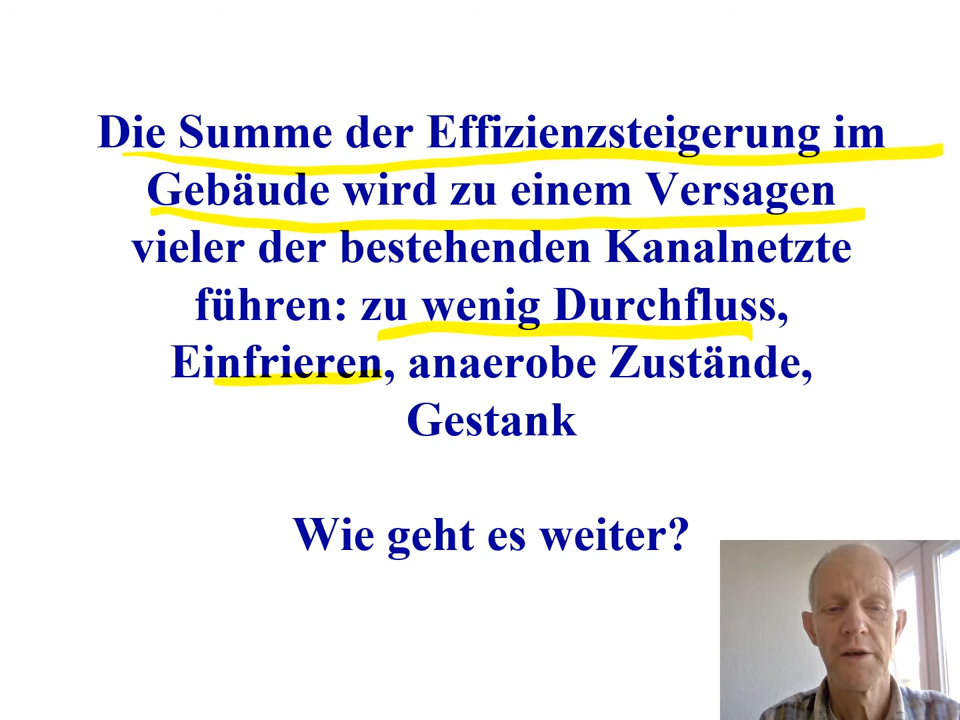 Die Summe der Effizienzsteigerung im
Gebäude wird zu einem Versagen
vieler der bestehenden Kanalnetzte
führen: zu wenig Durchfluss,
Einfrieren, anaerobe Zustände,
Gestank
Wie geht es weiter?